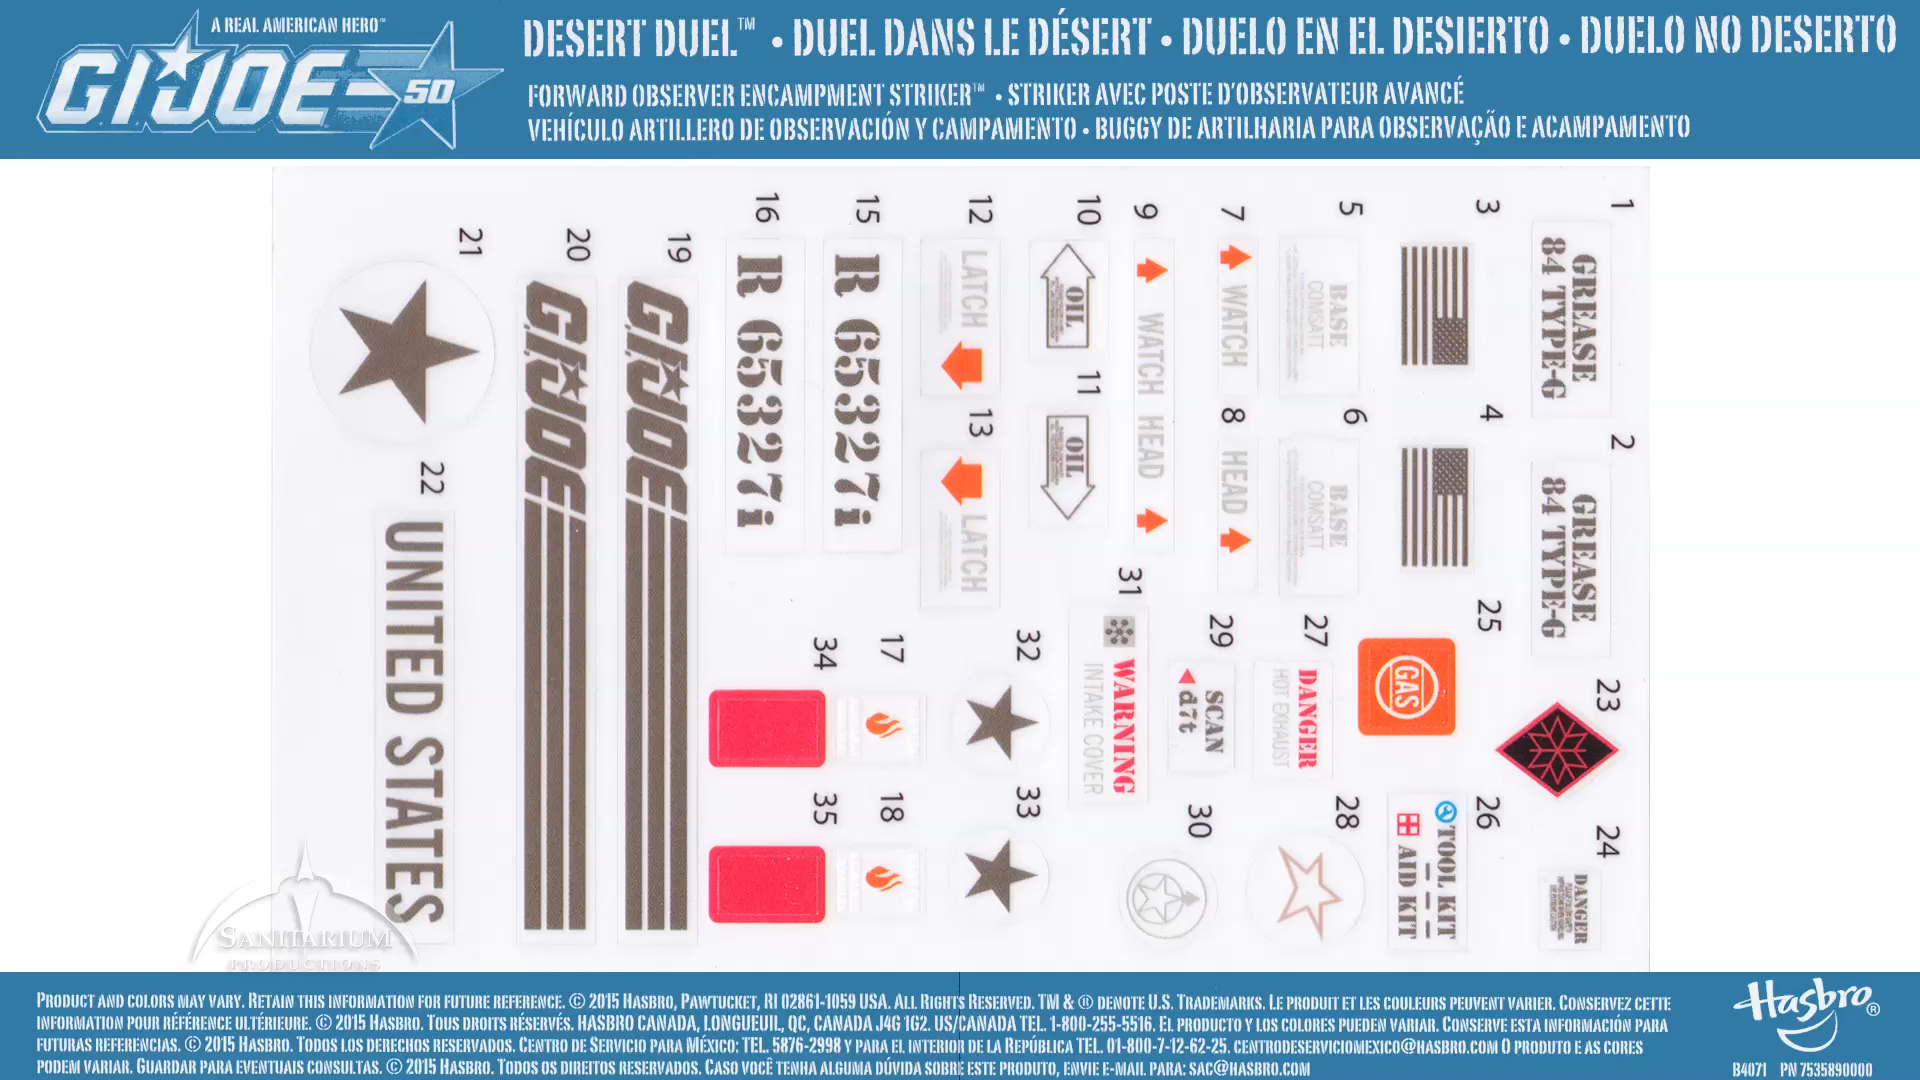 A REAL AMERICAN HERO™
G.I. JOE 50
DESERT DUEL™ • DUEL DANS LE DÉSERT • DUELO EN EL DESIERTO • DUELO NO DESERTO
FORWARD OBSERVER ENCAMPMENT STRIKER™ • STRIKER AVEC POSTE D'OBSERVATEUR AVANCÉ
VEHÍCULO ARTILLERO DE OBSERVACIÓN Y CAMPAMENTO • BUGGY DE ARTILHARIA PARA OBSERVAÇÃO E ACAMPAMENTO
1
GREASE
84 TYPE-G
2
GREASE
84 TYPE-G
3
4
5
BASE
COMSATT
6
BASE
COMSATT
7
WATCH
8
HEAD
9
WATCH HEAD
10
OIL
11
OIL
12
LATCH
13
LATCH
15
R 65327i
16
R 65327i
17
18
19
G.I. JOE
20
G.I. JOE
21
22
UNITED STATES
23
24
DANGER
25
GAS
26
TOOL KIT
AID KIT
27
DANGER
HOT EXHAUST
28
29
SCAN
d7t
30
31
WARNING
INTAKE COVER
32
33
34
35
SANITARIUM
PRODUCTIONS
PRODUCT AND COLORS MAY VARY. RETAIN THIS INFORMATION FOR FUTURE REFERENCE. © 2015 HASBRO, PAWTUCKET, RI 02861-1059 USA. ALL RIGHTS RESERVED. TM & ® DENOTE U.S. TRADEMARKS. LE PRODUIT ET LES COULEURS PEUVENT VARIER. CONSERVEZ CETTE
INFORMATION POUR RÉFÉRENCE ULTÉRIEURE. © 2015 HASBRO. TOUS DROITS RÉSERVÉS. HASBRO CANADA, LONGUEUIL, QC, CANADA J4G 1G2. US/CANADA TEL. 1-800-255-5516. EL PRODUCTO Y LOS COLORES PUEDEN VARIAR. CONSERVE ESTA INFORMACIÓN PARA
FUTURAS REFERENCIAS. © 2015 HASBRO. TODOS LOS DERECHOS RESERVADOS. CENTRO DE SERVICIO PARA MÉXICO: TEL. 5876-2998 Y PARA EL INTERIOR DE LA REPÚBLICA TEL. 01-800-7-12-62-25. CENTRODESERVICIOMEXICO@HASBRO.COM O PRODUTO E AS CORES
PODEM VARIAR. GUARDAR PARA EVENTUAIS CONSULTAS. © 2015 HASBRO. TODOS OS DIREITOS RESERVADOS. CASO VOCÊ TENHA ALGUMA DÚVIDA SOBRE ESTE PRODUTO, ENVIE E-MAIL PARA: SAC@HASBRO.COM
Hasbro®
B4071 PN 7535890000